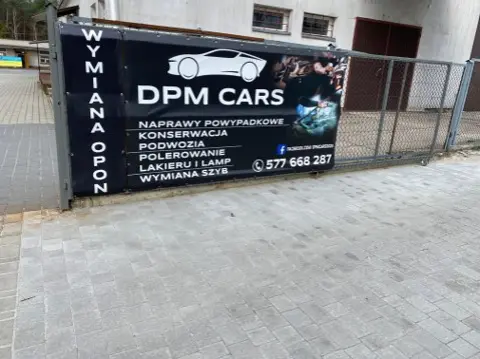 WYMIANA OPON
DPM CARS
NAPRAWY POWYPADKOWE
KONSERWACJA
PODWOZIA
POLEROWANIE
LAKIERU I LAMP
WYMIANA SZYB
577 668 287